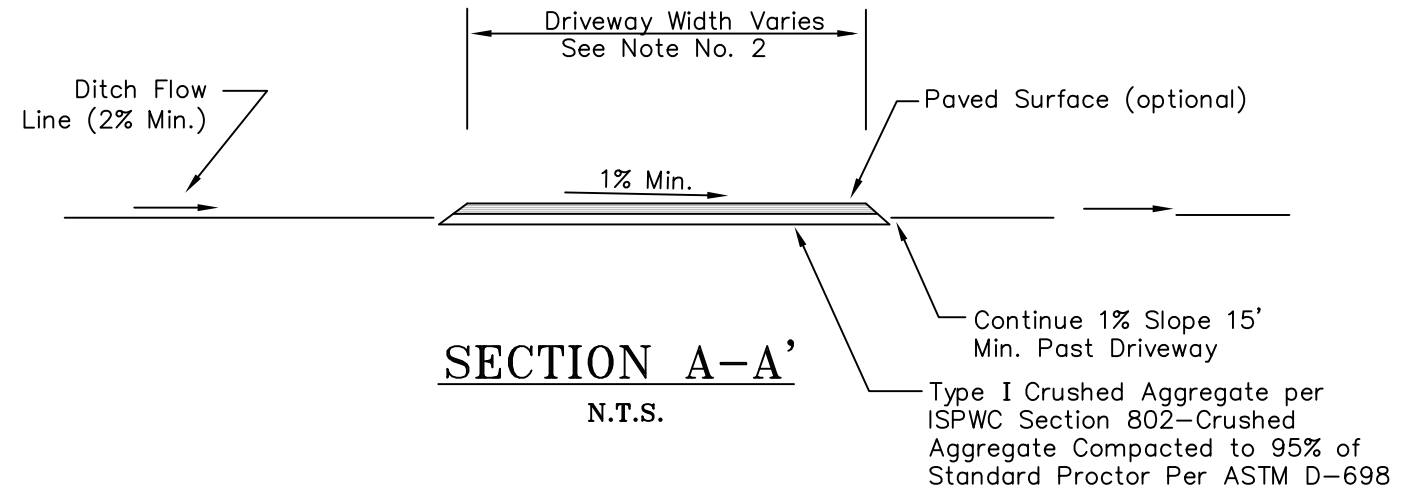 Driveway Width Varies
See Note No. 2
Ditch Flow
Line (2% Min.)
Paved Surface (optional)
1% Min.
Continue 1% Slope 15'
Min. Past Driveway
SECTION A-A'
N.T.S.
Type I Crushed Aggregate per
ISPWC Section 802-Crushed
Aggregate Compacted to 95% of
Standard Proctor Per ASTM D-698